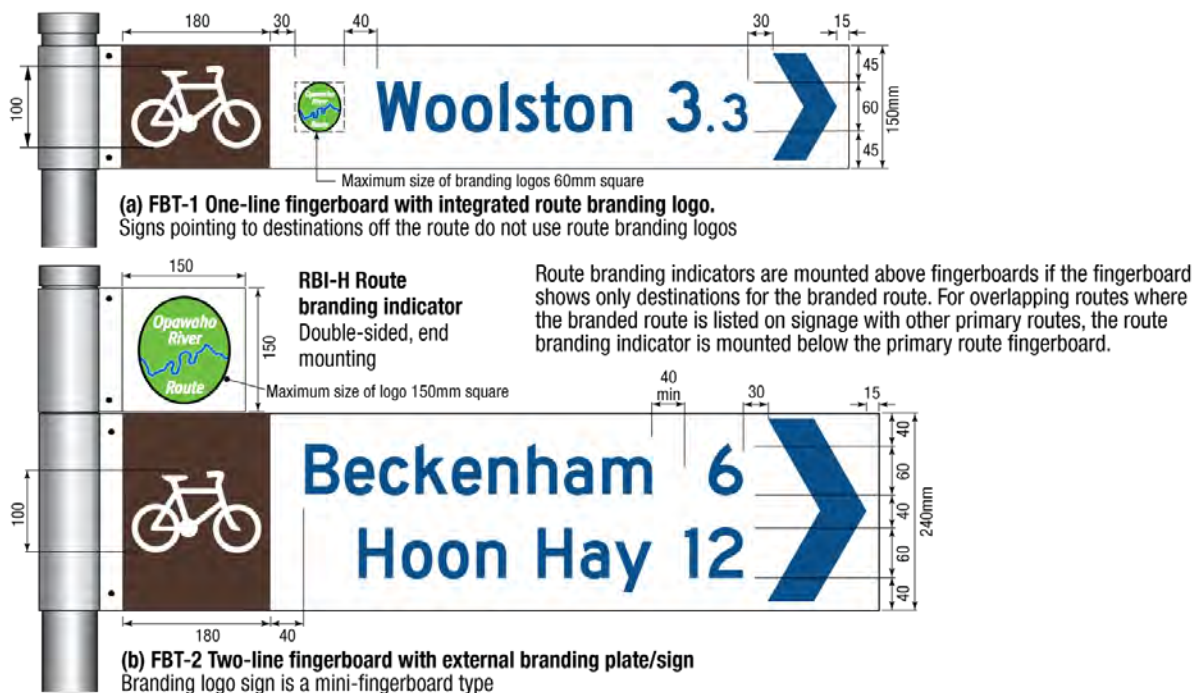 180
30
40
30
15
100
Opawaho
River
Route
Woolston 3.3
45
60
45
150mm
Maximum size of branding logos 60mm square
(a) FBT-1 One-line fingerboard with integrated route branding logo.
Signs pointing to destinations off the route do not use route branding logos
150
150
Opawaho
River
Route
RBI-H Route
branding indicator
Double-sided, end
mounting
Maximum size of logo 150mm square
Route branding indicators are mounted above fingerboards if the fingerboard
shows only destinations for the branded route. For overlapping routes where
the branded route is listed on signage with other primary routes, the route
branding indicator is mounted below the primary route fingerboard.
40
min
30
15
100
Beckenham 6
Hoon Hay 12
40
60
40
60
40
240mm
180
40
(b) FBT-2 Two-line fingerboard with external branding plate/sign
Branding logo sign is a mini-fingerboard type